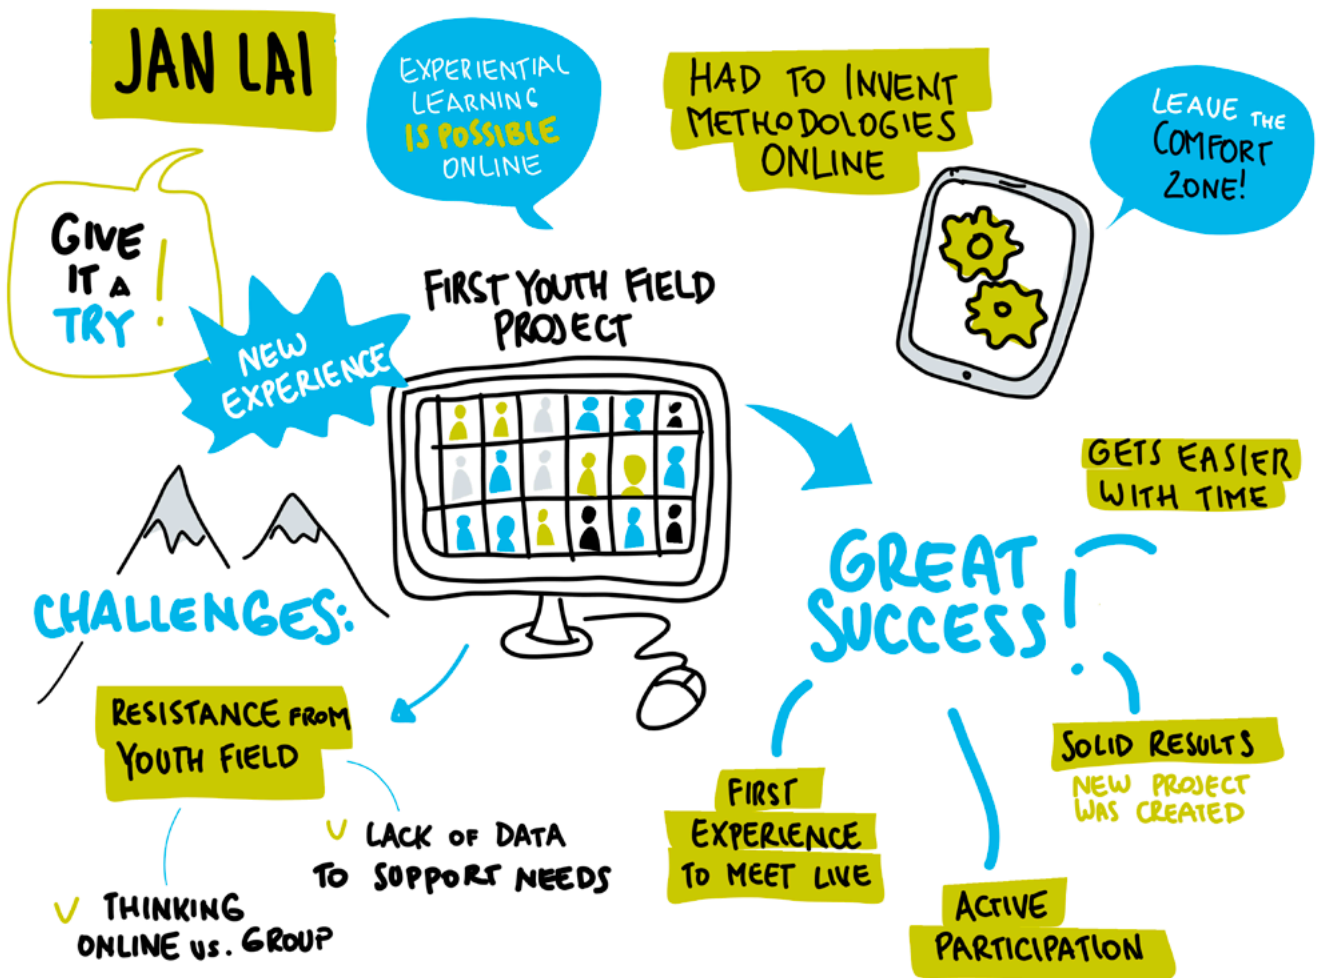 JAN LAI
EXPERIENTIAL
LEARNING
IS POSSIBLE
ONLINE
HAD TO INVENT
METHODOLOGIES
ONLINE
LEAVE THE
COMFORT
ZONE!
GIVE
IT A
TRY!
NEW
EXPERIENCE
FIRST YOUTH FIELD
PROJECT
GETS EASIER
WITH TIME
GREAT
SUCCESS!
CHALLENGES:
RESISTANCE FROM
YOUTH FIELD
LACK OF DATA
TO SUPPORT NEEDS
THINKING
ONLINE vs. GROUP
FIRST
EXPERIENCE
TO MEET LIVE
ACTIVE
PARTICIPATION
SOLID RESULTS
NEW PROJECT
WAS CREATED